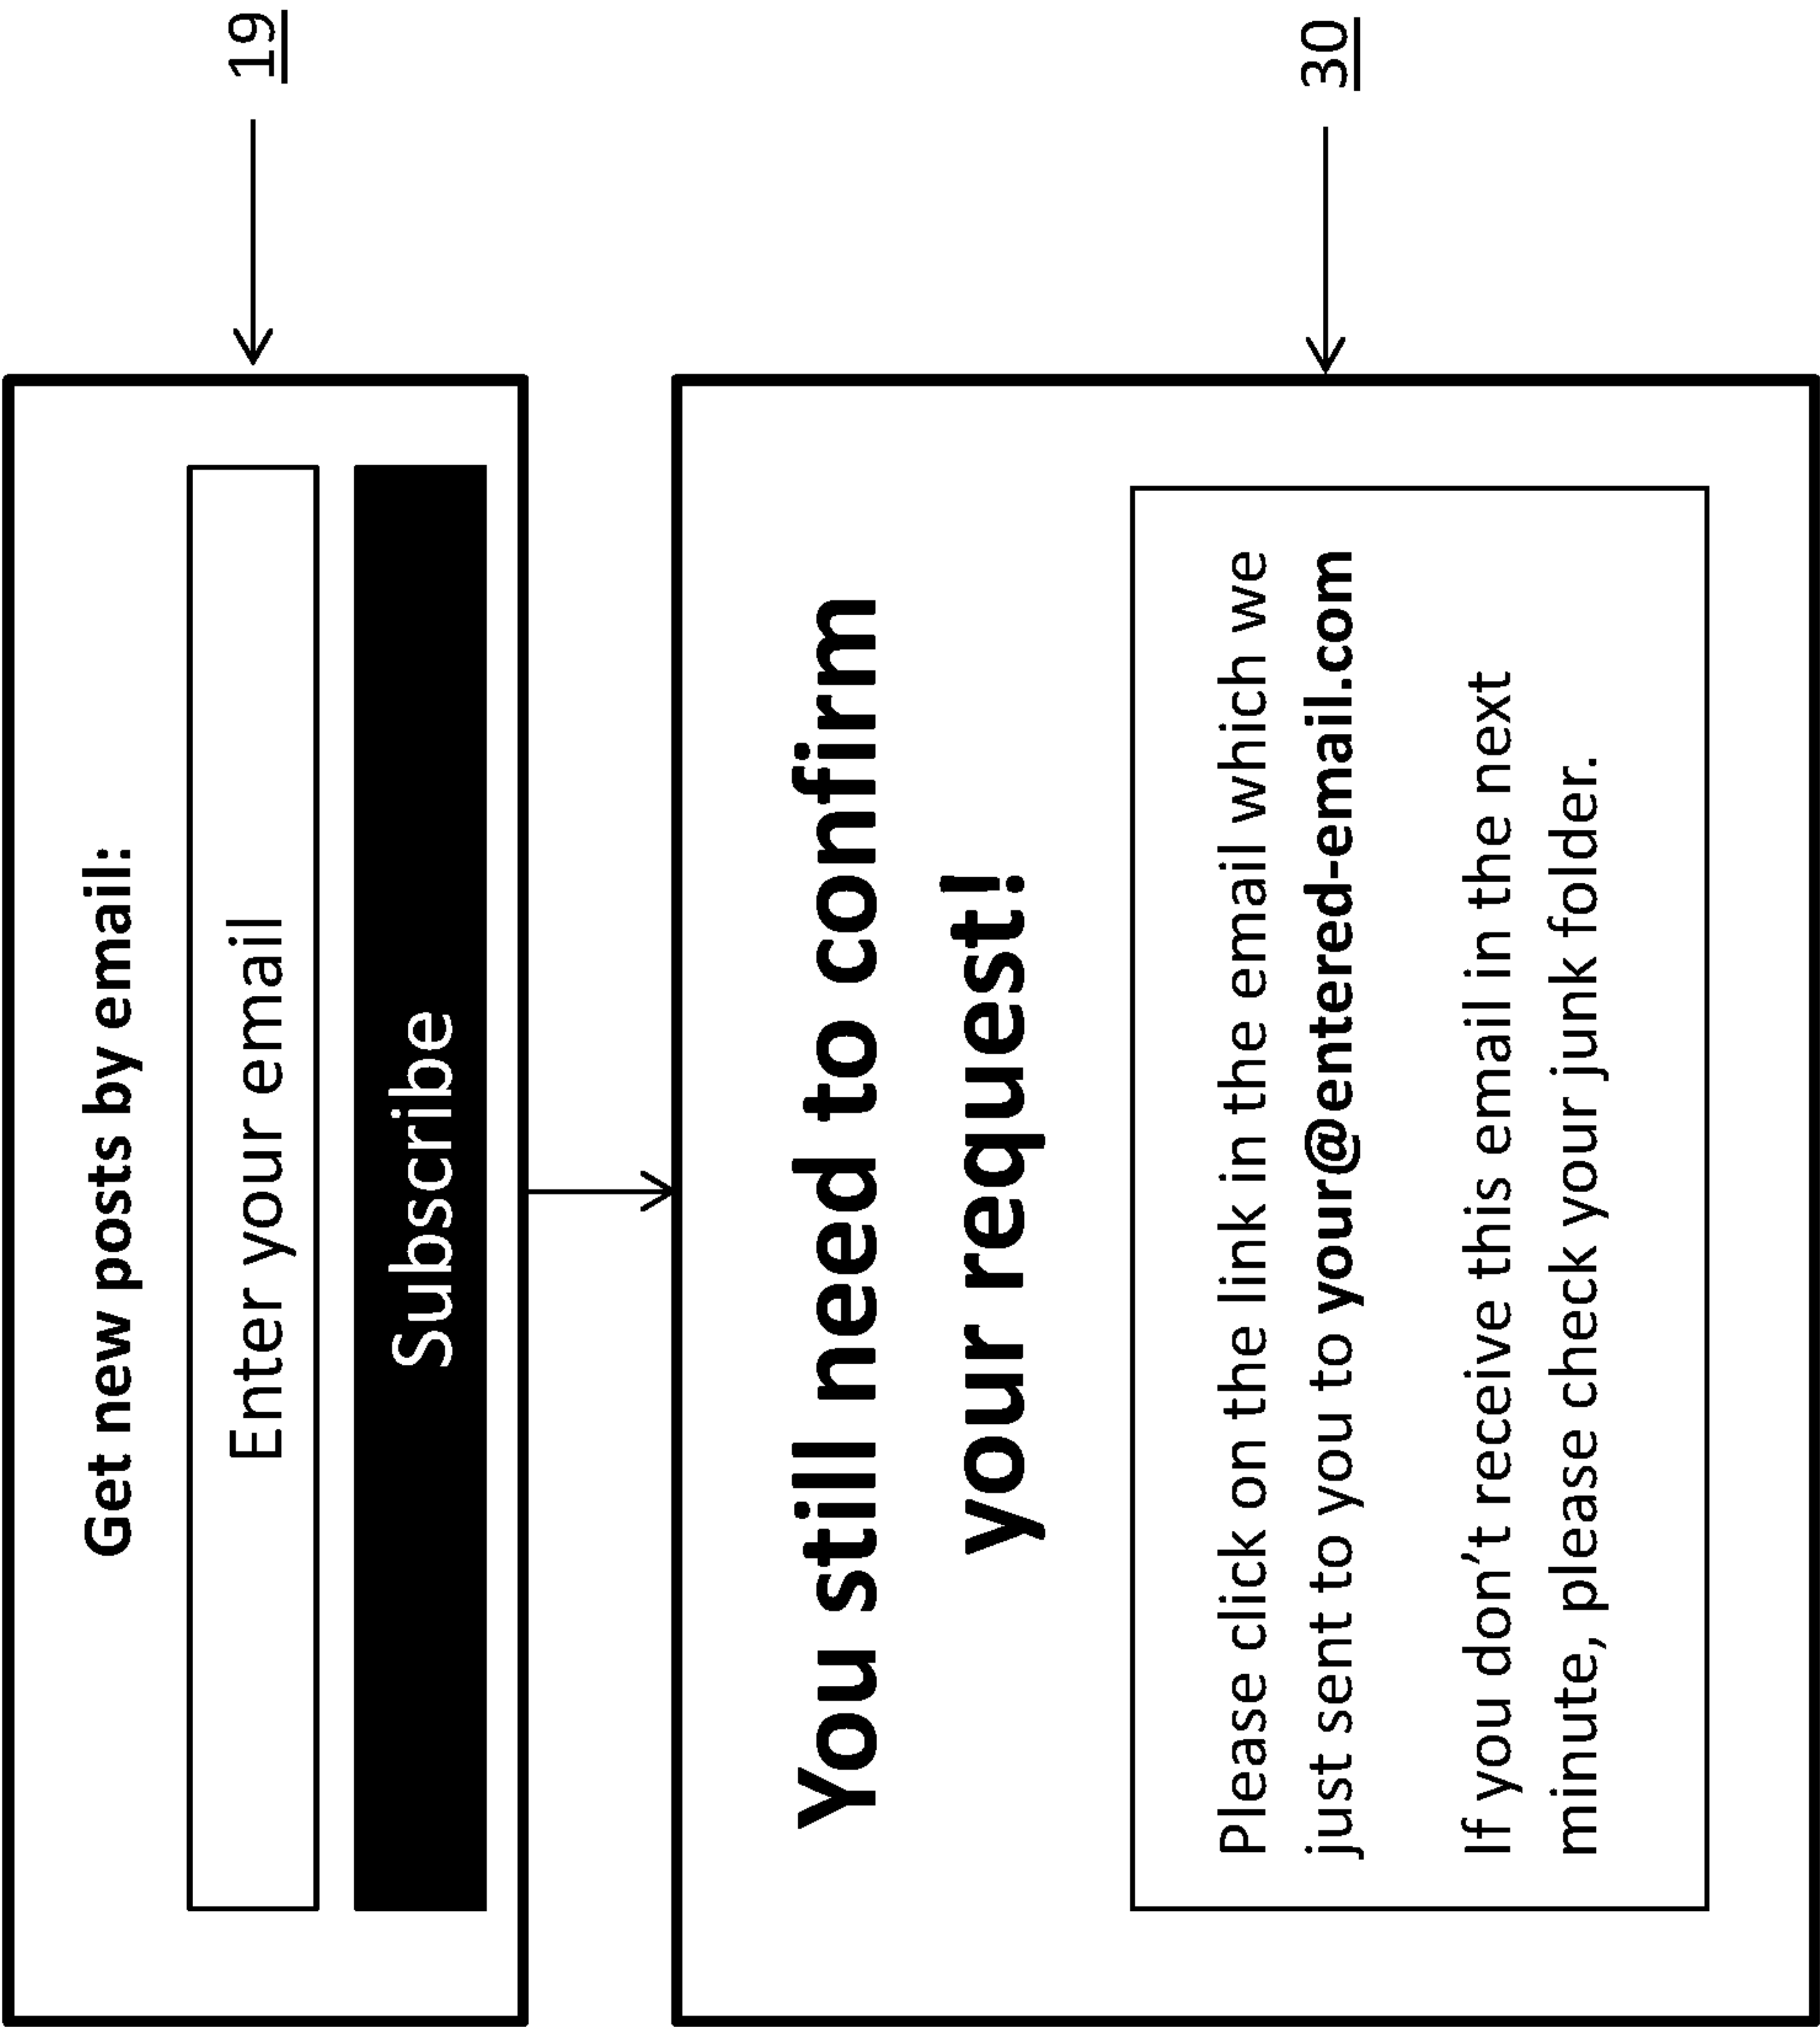 Get new posts by email:
Enter your email
Subscribe
19
You still need to confirm
your request!
Please click on the link in the email which we
just sent to you to your@entered-email.com
If you don’t receive this email in the next
minute, please check your junk folder.
30